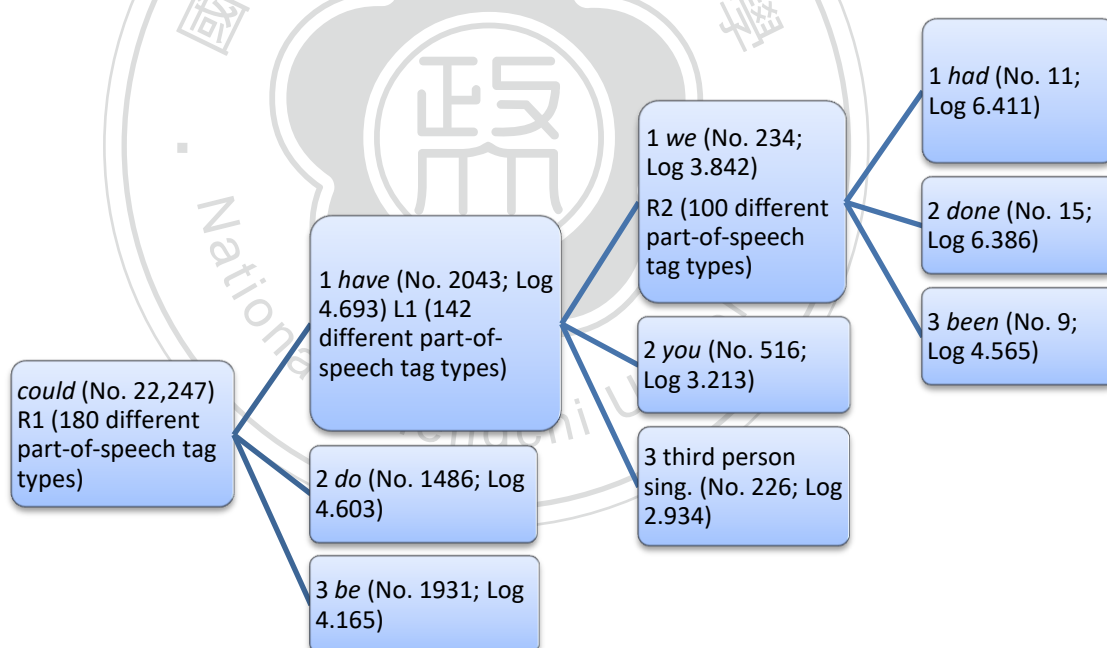 could (No. 22,247)
R1 (180 different
part-of-speech tag
types)
1 have (No. 2043; Log
4.693) L1 (142
different part-of-
speech tag types)
2 do (No. 1486; Log
4.603)
3 be (No. 1931; Log
4.165)
1 we (No. 234;
Log 3.842)
R2 (100 different
part-of-speech
tag types)
2 you (No. 516;
Log 3.213)
3 third person
sing. (No. 226; Log
2.934)
1 had (No. 11;
Log 6.411)
2 done (No. 15;
Log 6.386)
3 been (No. 9;
Log 4.565)
國
學
政